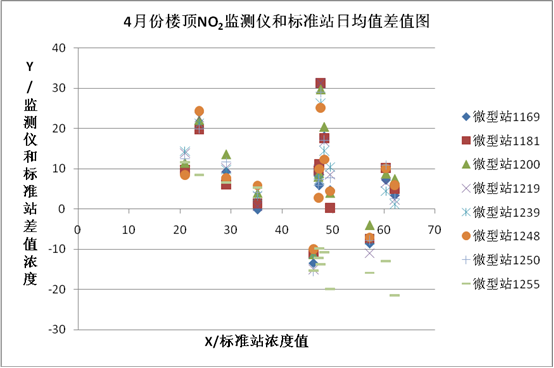 4月份楼顶NO2监测仪和标准站日均值差值图
Y/监测仪和标准站差值浓度
40
30
20
10
0
-10
-20
-30
0 10 20 30 40 50 60 70
X/标准站浓度值
微型站1169
微型站1181
微型站1200
微型站1219
微型站1239
微型站1248
微型站1250
微型站1255